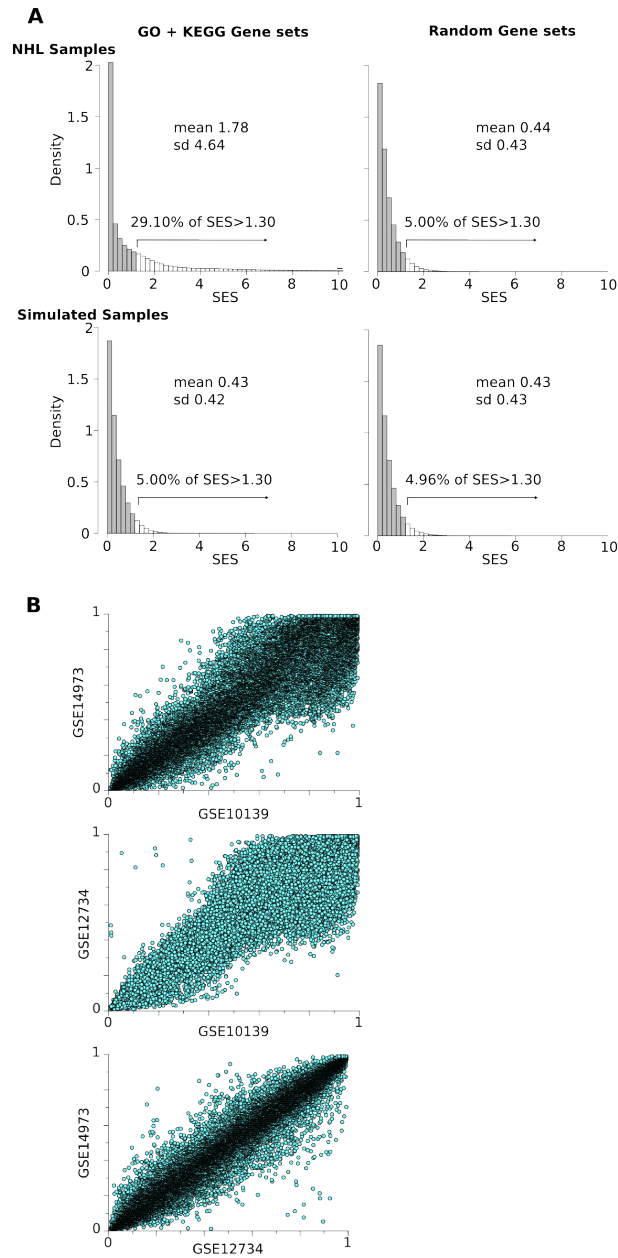 A
GO + KEGG Gene sets
Random Gene sets
NHL Samples
2
1.5
1
0.5
0
Density
mean 1.78
sd 4.64
29.10% of SES>1.30
0 2 4 6 8 10
SES
mean 0.44
sd 0.43
5.00% of SES>1.30
0 2 4 6 8 10
SES
Simulated Samples
2
1.5
1
0.5
0
Density
mean 0.43
sd 0.42
5.00% of SES>1.30
0 2 4 6 8 10
SES
mean 0.43
sd 0.43
4.96% of SES>1.30
0 2 4 6 8 10
SES
B
1
GSE14973
0
0 1
GSE10139
1
GSE12734
0
0 1
GSE10139
1
GSE14973
0
0 1
GSE12734